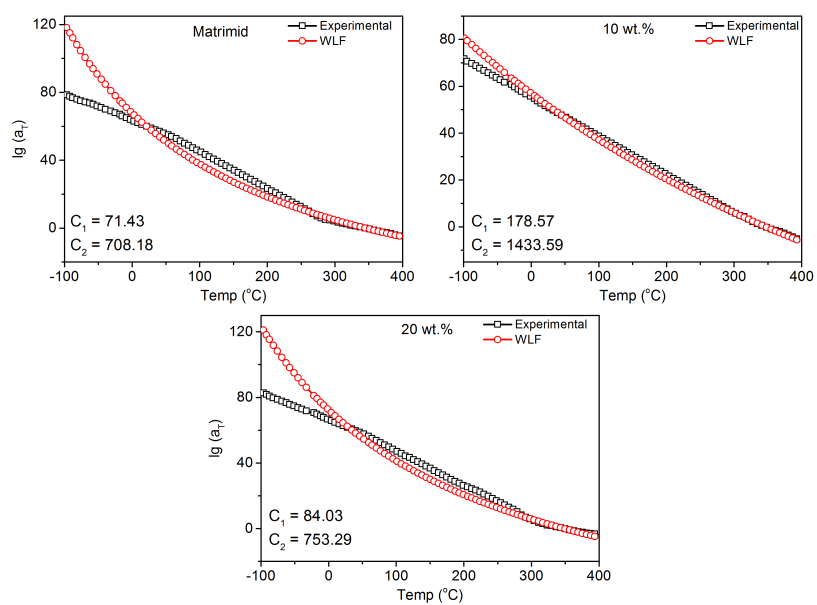 Matrimid
Experimental
WLF
120
80
40
0
lg (a_T)
C_1 = 71.43
C_2 = 708.18
-100 0 100 200 300 400
Temp (°C)
10 wt.%
Experimental
WLF
80
60
40
20
0
lg (a_T)
C_1 = 178.57
C_2 = 1433.59
-100 0 100 200 300 400
Temp (°C)
20 wt.%
Experimental
WLF
120
80
40
0
lg (a_T)
C_1 = 84.03
C_2 = 753.29
-100 0 100 200 300 400
Temp (°C)